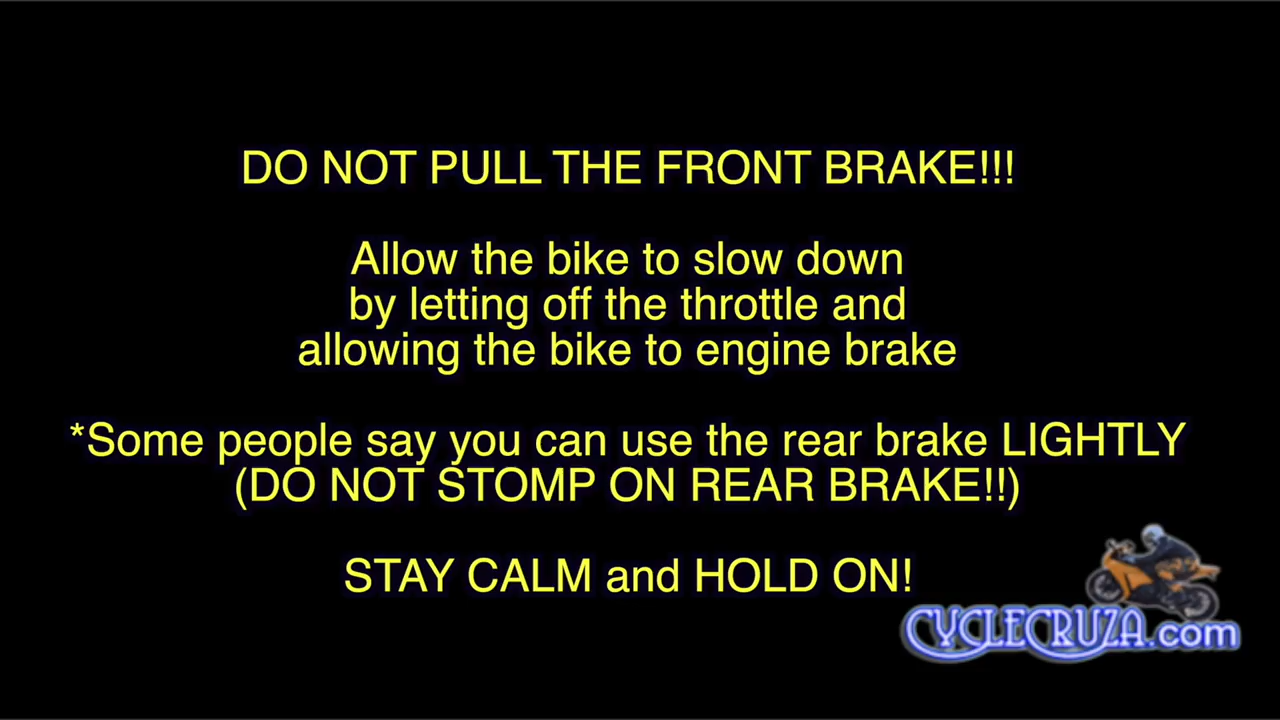 DO NOT PULL THE FRONT BRAKE!!!
Allow the bike to slow down
by letting off the throttle and
allowing the bike to engine brake
*Some people say you can use the rear brake LIGHTLY
(DO NOT STOMP ON REAR BRAKE!!)
STAY CALM and HOLD ON!
CYCLECRUZA.com